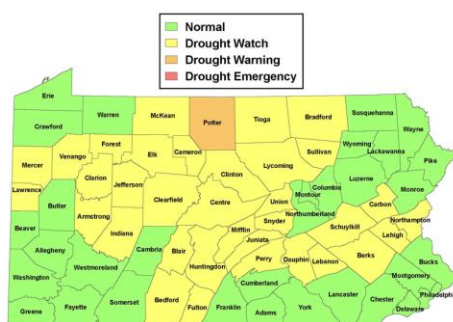 Normal
Drought Watch
Drought Warning
Drought Emergency
Erie
Crawford
Warren
McKean
Potter
Tioga
Bradford
Susquehanna
Wayne
Wyoming
Lackawanna
Pike
Mercer
Venango
Forest
Elk
Cameron
Clinton
Lycoming
Sullivan
Luzerne
Monroe
Lawrence
Butler
Clarion
Jefferson
Clearfield
Centre
Union
Montour
Columbia
Northumberland
Carbon
Northampton
Beaver
Armstrong
Indiana
Cambria
Blair
Huntingdon
Mifflin
Snyder
Juniata
Schuylkill
Lehigh
Allegheny
Westmoreland
Perry
Dauphin
Lebanon
Berks
Bucks
Montgomery
Washington
Greene
Fayette
Somerset
Bedford
Fulton
Franklin
Cumberland
Adams
York
Lancaster
Chester
Delaware
Philadelphi